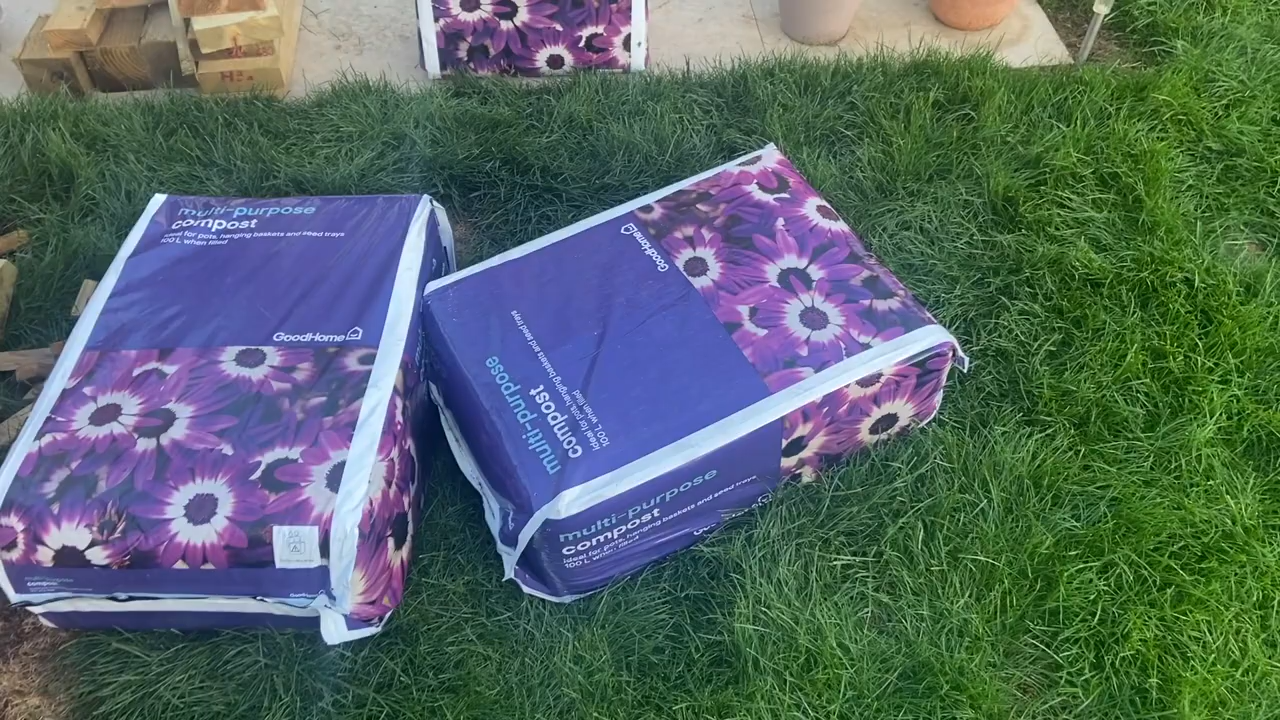 multi-purpose
compost
ideal for pots, hanging baskets and seed trays
100 L when filled
GoodHome
compost
GoodHome
multi-purpose
compost
ideal for pots, hanging baskets and seed trays
100 L when filled
multi-purpose
compost
ideal for pots, hanging baskets and seed trays
100 L when filled